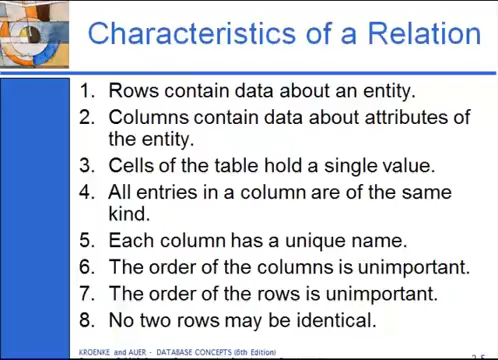 Characteristics of a Relation
1. Rows contain data about an entity.
2. Columns contain data about attributes of
the entity.
3. Cells of the table hold a single value.
4. All entries in a column are of the same
kind.
5. Each column has a unique name.
6. The order of the columns is unimportant.
7. The order of the rows is unimportant.
8. No two rows may be identical.
KROENKE and AUER - DATABASE CONCEPTS (6th Edition)